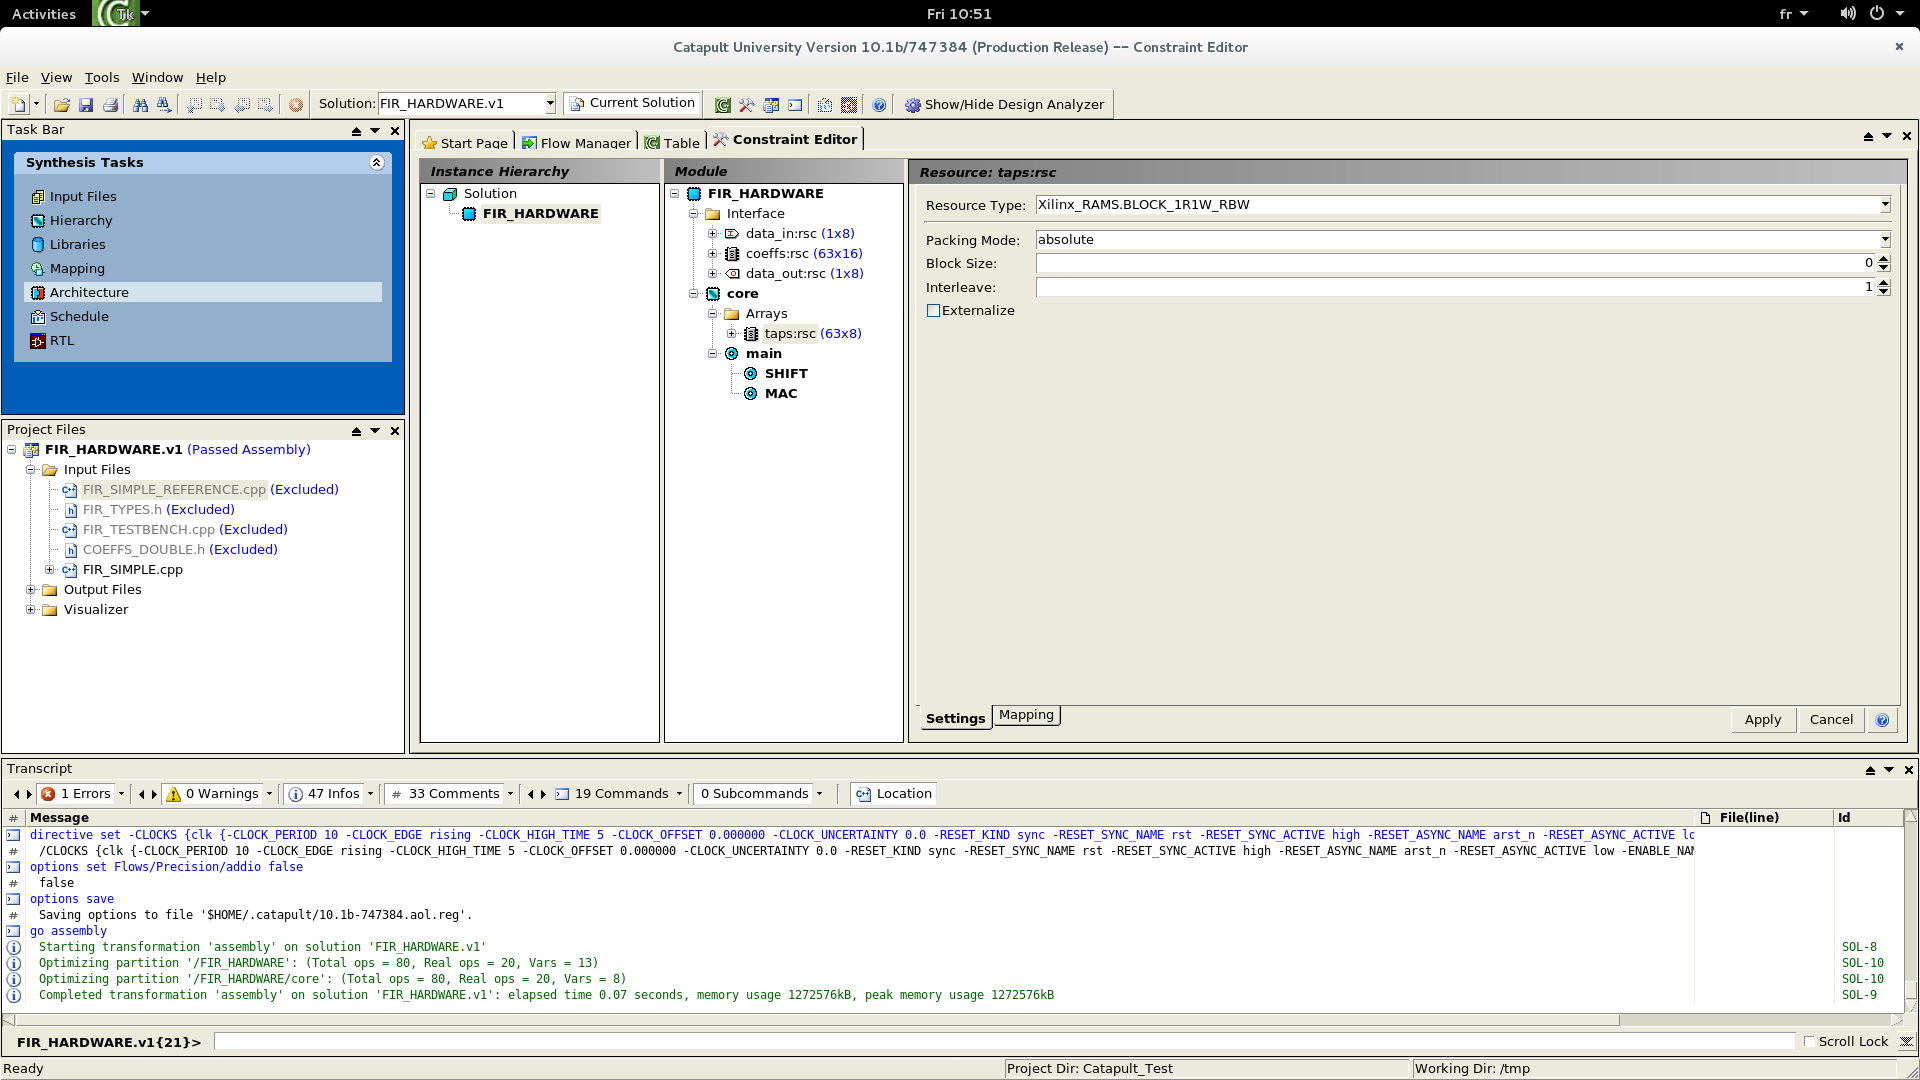 Activities Tk Fri 10:51 fr
Catapult University Version 10.1b/747384 (Production Release) -- Constraint Editor
File View Tools Window Help
Solution: FIR_HARDWARE.v1 Current Solution Show/Hide Design Analyzer
Task Bar
Synthesis Tasks
Input Files
Hierarchy
Libraries
Mapping
Architecture
Schedule
RTL
Project Files
FIR_HARDWARE.v1 (Passed Assembly)
Input Files
FIR_SIMPLE_REFERENCE.cpp (Excluded)
FIR_TYPES.h (Excluded)
FIR_TESTBENCH.cpp (Excluded)
COEFFS_DOUBLE.h (Excluded)
FIR_SIMPLE.cpp
Output Files
Visualizer
Start Page Flow Manager Table Constraint Editor
Instance Hierarchy
Solution
FIR_HARDWARE
Module
FIR_HARDWARE
Interface
data_in:rsc (1x8)
coeffs:rsc (63x16)
data_out:rsc (1x8)
core
Arrays
taps:rsc (63x8)
main
SHIFT
MAC
Resource: taps:rsc
Resource Type: Xilinx_RAMS.BLOCK_1R1W_RBW
Packing Mode: absolute
Block Size: 0
Interleave: 1
Externalize
Settings Mapping Apply Cancel
Transcript
1 Errors 0 Warnings 47 Infos # 33 Comments 19 Commands 0 Subcommands Location
# Message File(line) Id
directive set -CLOCKS {clk {-CLOCK_PERIOD 10 -CLOCK_EDGE rising -CLOCK_HIGH_TIME 5 -CLOCK_OFFSET 0.000000 -CLOCK_UNCERTAINTY 0.0 -RESET_KIND sync -RESET_SYNC_NAME rst -RESET_SYNC_ACTIVE high -RESET_ASYNC_NAME arst_n -RESET_ASYNC_ACTIVE lo
# /CLOCKS {clk {-CLOCK_PERIOD 10 -CLOCK_EDGE rising -CLOCK_HIGH_TIME 5 -CLOCK_OFFSET 0.000000 -CLOCK_UNCERTAINTY 0.0 -RESET_KIND sync -RESET_SYNC_NAME rst -RESET_SYNC_ACTIVE high -RESET_ASYNC_NAME arst_n -RESET_ASYNC_ACTIVE low -ENABLE_NAM
options set Flows/Precision/addio false
# false
options save
# Saving options to file '$HOME/.catapult/10.1b-747384.aol.reg'.
go assembly
Starting transformation 'assembly' on solution 'FIR_HARDWARE.v1' SOL-8
Optimizing partition '/FIR_HARDWARE': (Total ops = 80, Real ops = 20, Vars = 13) SOL-10
Optimizing partition '/FIR_HARDWARE/core': (Total ops = 80, Real ops = 20, Vars = 8) SOL-10
Completed transformation 'assembly' on solution 'FIR_HARDWARE.v1': elapsed time 0.07 seconds, memory usage 1272576kB, peak memory usage 1272576kB SOL-9
FIR_HARDWARE.v1{21}> Scroll Lock
Ready Project Dir: Catapult_Test Working Dir: /tmp